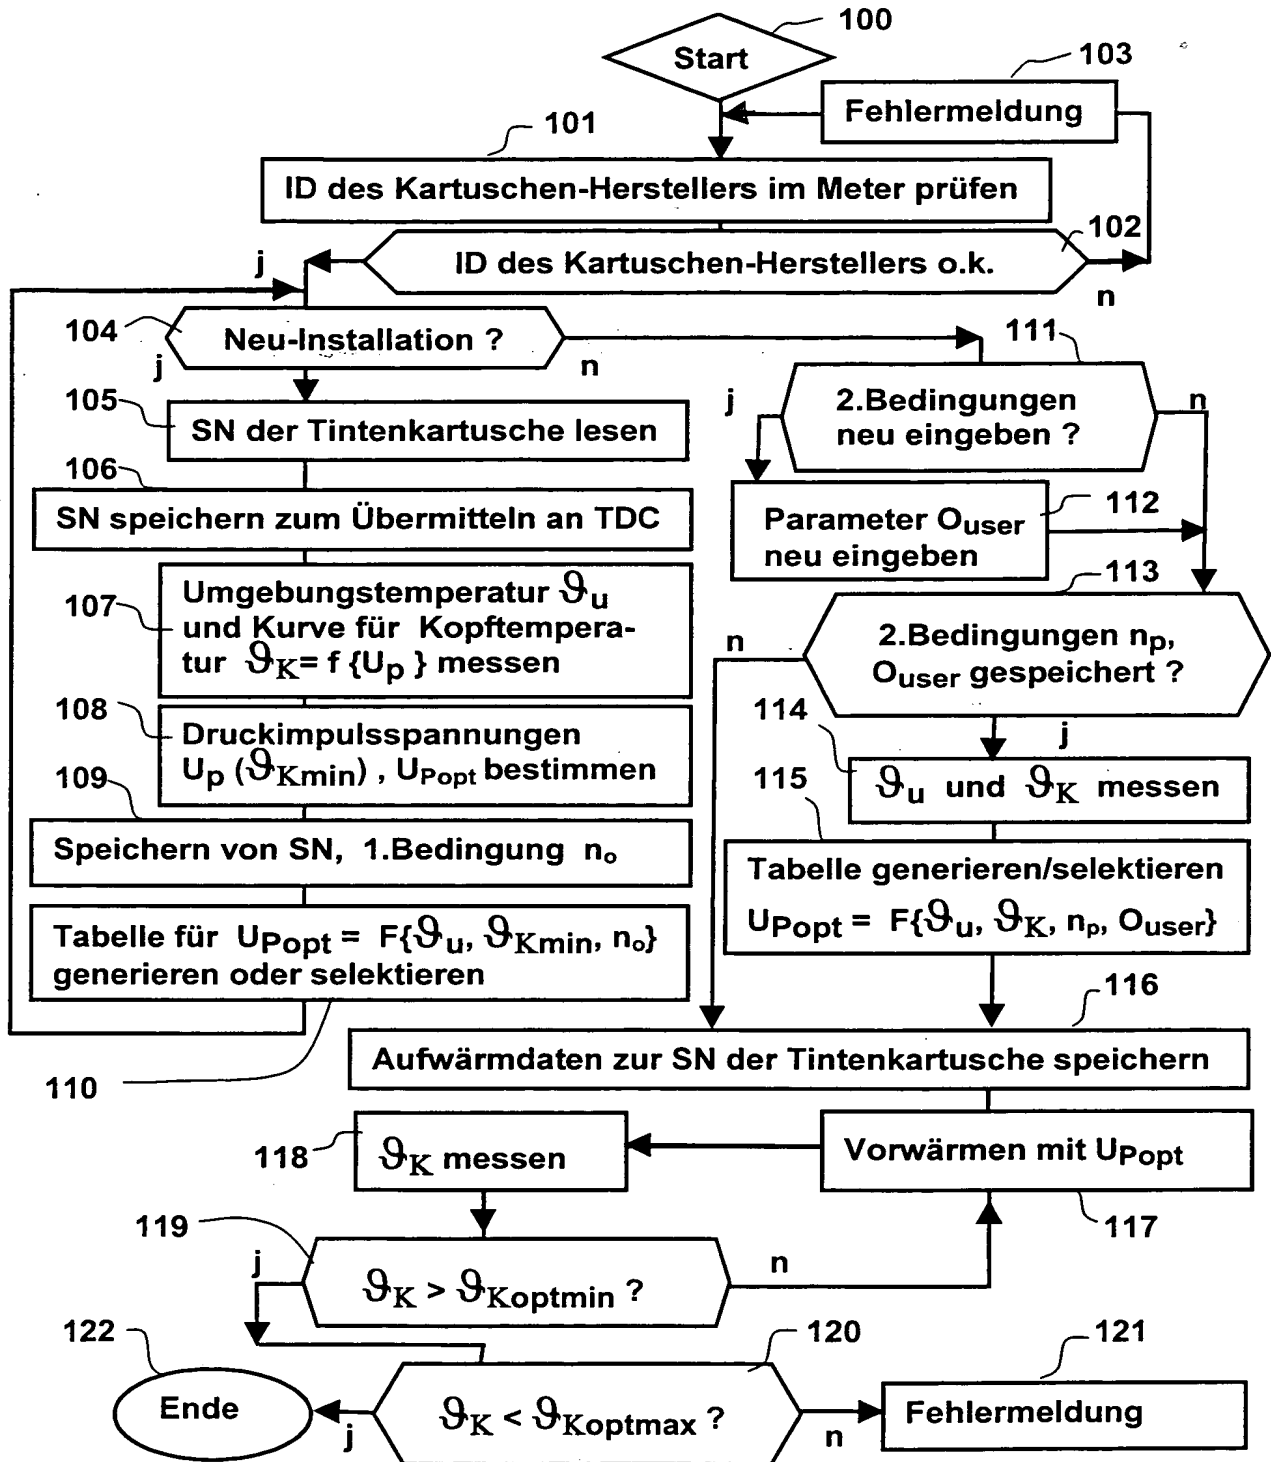 100
Start
103
Fehlermeldung
101
ID des Kartuschen-Herstellers im Meter prüfen
102
ID des Kartuschen-Herstellers o.k.
j
n
104
Neu-Installation ?
j
n
111
2.Bedingungen
neu eingeben ?
j
n
105
SN der Tintenkartusche lesen
106
SN speichern zum Übermitteln an TDC
112
Parameter Ouser
neu eingeben
107
Umgebungstemperatur ϑu
und Kurve für Kopftempera-
tur ϑK= f {Up } messen
113
2.Bedingungen np,
Ouser gespeichert ?
n
j
108
Druckimpulsspannungen
Up (ϑKmin) , UPopt bestimmen
114
ϑu und ϑK messen
109
Speichern von SN, 1.Bedingung no
115
Tabelle generieren/selektieren
UPopt = F{ϑu, ϑK, np, Ouser}
Tabelle für UPopt = F{ϑu, ϑKmin, no}
generieren oder selektieren
110
116
Aufwärmdaten zur SN der Tintenkartusche speichern
118
ϑK messen
Vorwärmen mit UPopt
117
119
j
ϑK > ϑKoptmin ?
n
122
Ende
120
ϑK < ϑKoptmax ?
j
n
121
Fehlermeldung